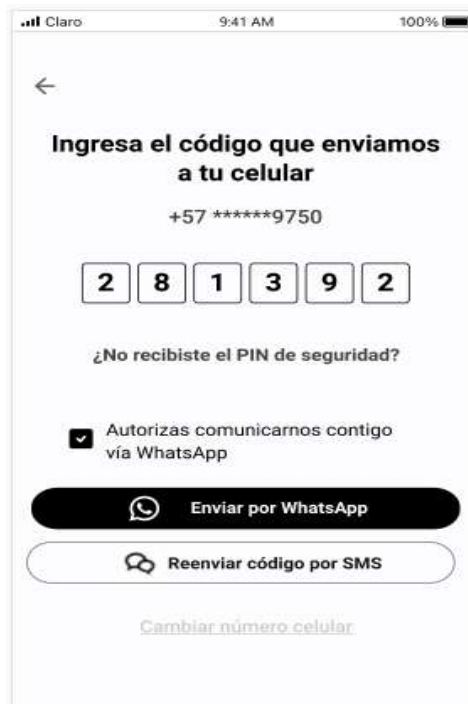 Claro 9:41 AM 100%
Ingresa el código que enviamos
a tu celular
+57 ******9750
2 8 1 3 9 2
¿No recibiste el PIN de seguridad?
Autorizas comunicarnos contigo
vía WhatsApp
Enviar por WhatsApp
Reenviar código por SMS
Cambiar número celular